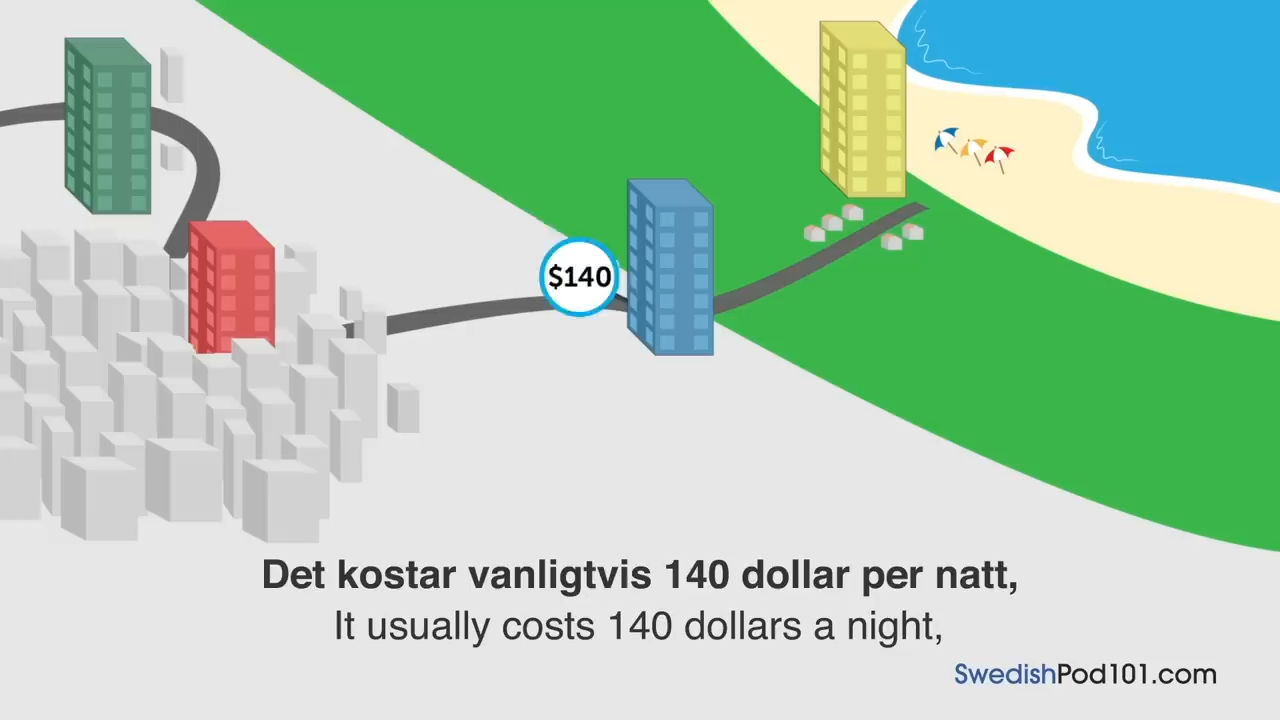 $140
Det kostar vanligtvis 140 dollar per natt,
It usually costs 140 dollars a night,
SwedishPod101.com